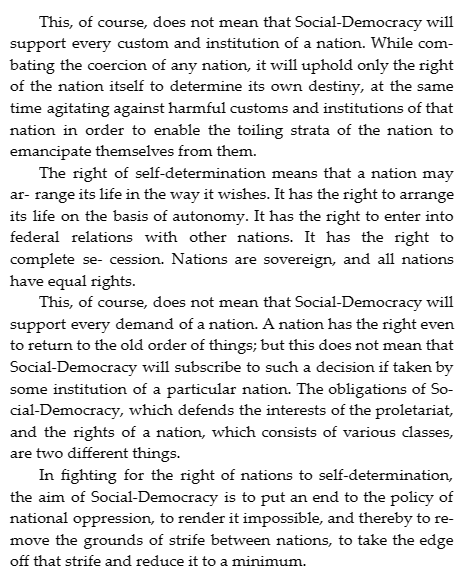 This, of course, does not mean that Social-Democracy will
support every custom and institution of a nation. While com-
bating the coercion of any nation, it will uphold only the right
of the nation itself to determine its own destiny, at the same
time agitating against harmful customs and institutions of that
nation in order to enable the toiling strata of the nation to
emancipate themselves from them.
The right of self-determination means that a nation may
ar- range its life in the way it wishes. It has the right to arrange
its life on the basis of autonomy. It has the right to enter into
federal relations with other nations. It has the right to
complete se- cession. Nations are sovereign, and all nations
have equal rights.
This, of course, does not mean that Social-Democracy will
support every demand of a nation. A nation has the right even
to return to the old order of things; but this does not mean that
Social-Democracy will subscribe to such a decision if taken by
some institution of a particular nation. The obligations of So-
cial-Democracy, which defends the interests of the proletariat,
and the rights of a nation, which consists of various classes,
are two different things.
In fighting for the right of nations to self-determination,
the aim of Social-Democracy is to put an end to the policy of
national oppression, to render it impossible, and thereby to re-
move the grounds of strife between nations, to take the edge
off that strife and reduce it to a minimum.